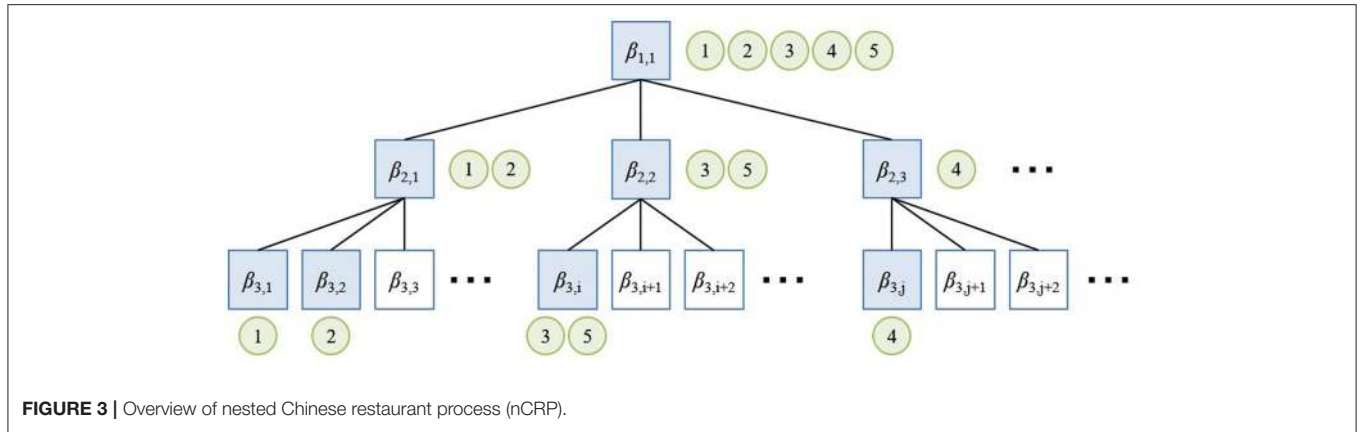 β1,1 1 2 3 4 5
β2,1 1 2 β2,2 3 5 β2,3 4 ...
β3,1 β3,2 β3,3 ... β3,i β3,i+1 β3,i+2 ... β3,j β3,j+1 β3,j+2 ...
1 2 3 5 4
FIGURE 3 | Overview of nested Chinese restaurant process (nCRP).